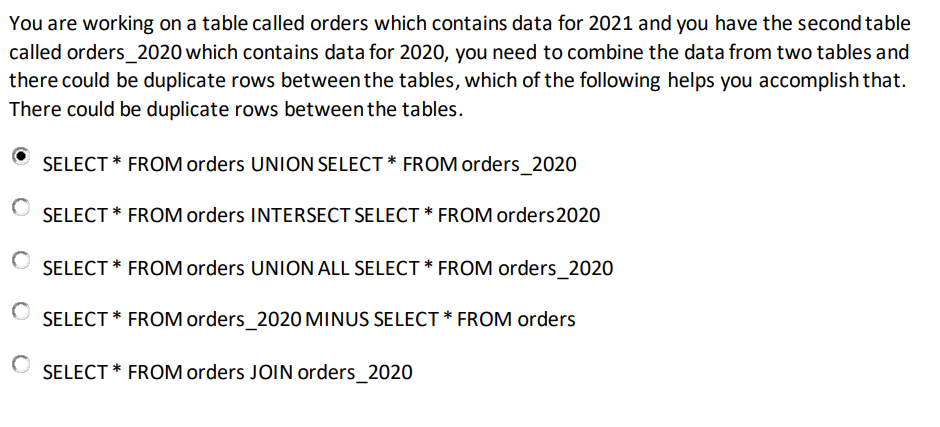 You are working on a table called orders which contains data for 2021 and you have the second table
called orders_2020 which contains data for 2020, you need to combine the data from two tables and
there could be duplicate rows between the tables, which of the following helps you accomplish that.
There could be duplicate rows between the tables.
SELECT * FROM orders UNION SELECT * FROM orders_2020
SELECT * FROM orders INTERSECT SELECT * FROM orders2020
SELECT * FROM orders UNION ALL SELECT * FROM orders_2020
SELECT * FROM orders_2020 MINUS SELECT * FROM orders
SELECT * FROM orders JOIN orders_2020